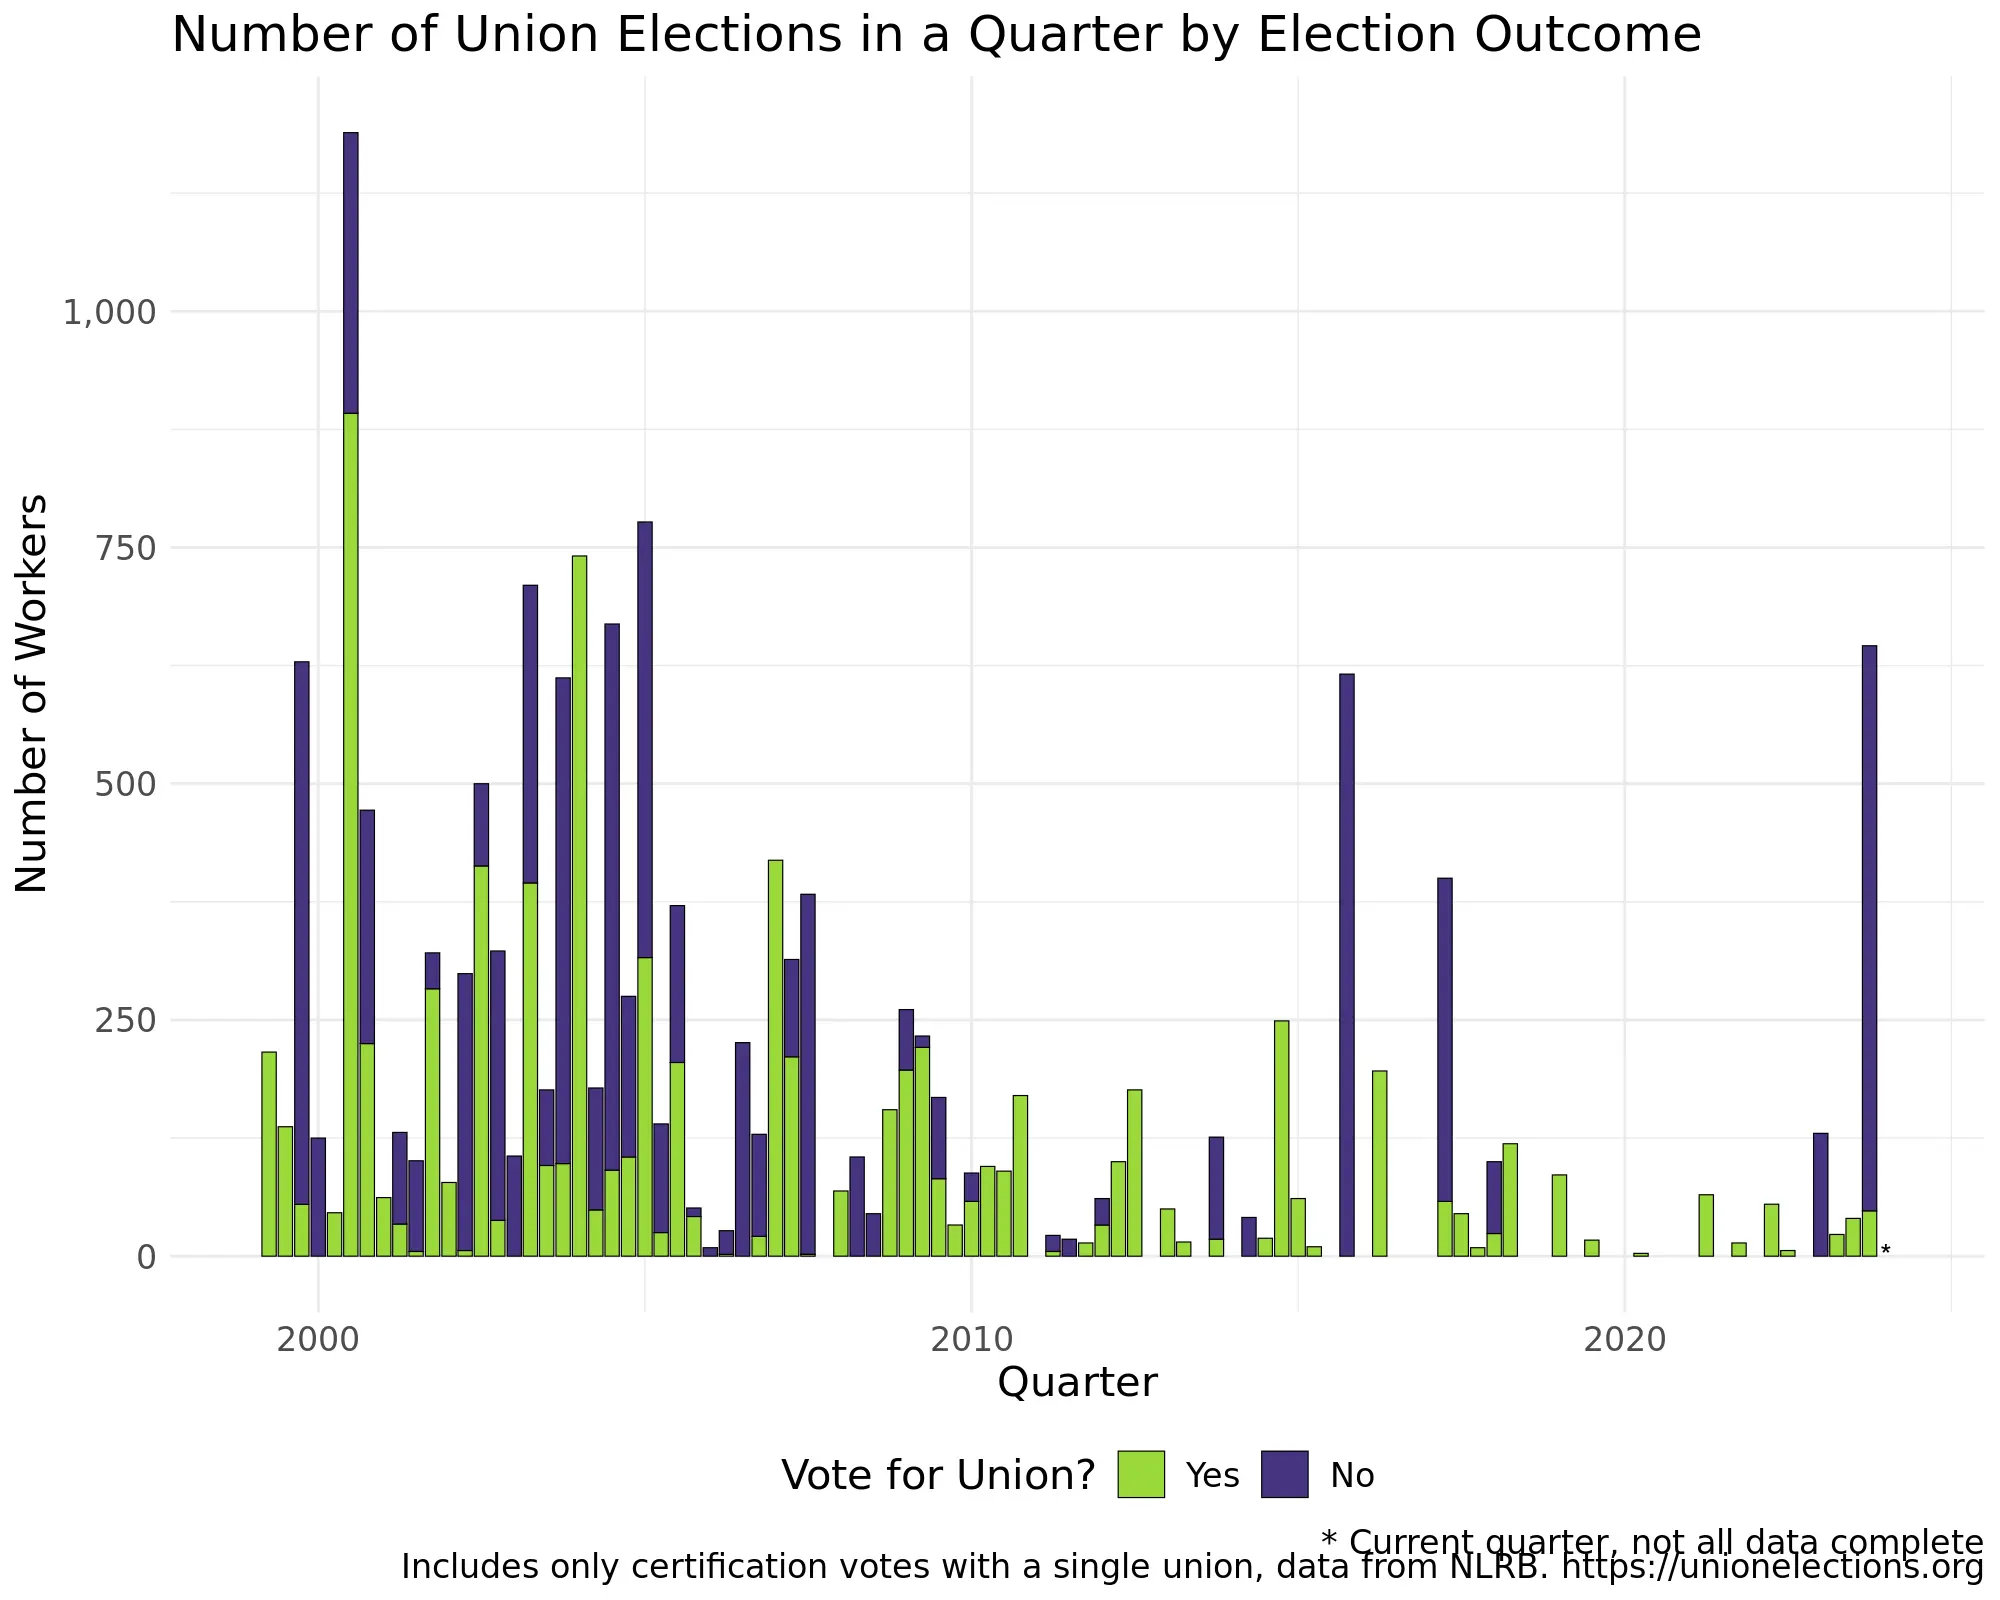 Number of Union Elections in a Quarter by Election Outcome
Number of Workers
1,000
750
500
250
0
*
2000 2010 2020
Quarter
Vote for Union? Yes No
* Current quarter, not all data complete
Includes only certification votes with a single union, data from NLRB. https://unionelections.org